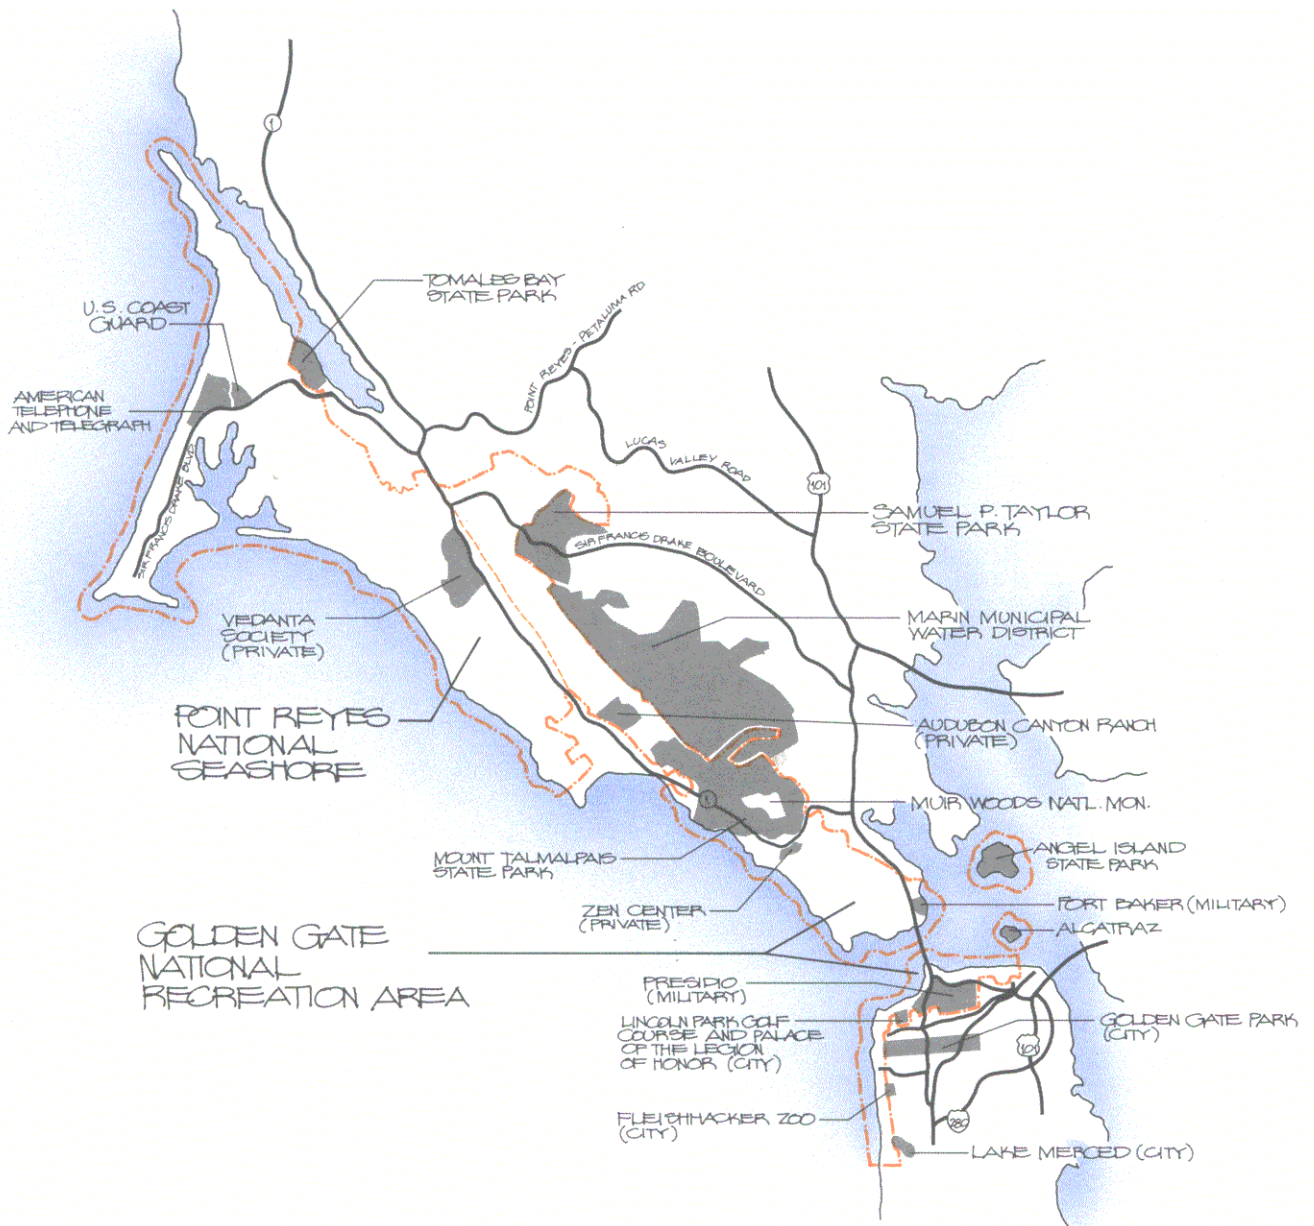 1
TOMALES BAY
STATE PARK
U.S. COAST
GUARD
POINT REYES - PETALUMA RD
AMERICAN
TELEPHONE
AND TELEGRAPH
LUCAS
VALLEY ROAD
101
SIR FRANCIS DRAKE BLVD.
SAMUEL P. TAYLOR
STATE PARK
SIR FRANCIS DRAKE BOULEVARD
VEDANTA
SOCIETY
(PRIVATE)
MARIN MUNICIPAL
WATER DISTRICT
POINT REYES
NATIONAL
SEASHORE
AUDUBON CANYON RANCH
(PRIVATE)
1
MUIR WOODS NATL. MON.
MOUNT TALMALPAIS
STATE PARK
ANGEL ISLAND
STATE PARK
ZEN CENTER
(PRIVATE)
FORT BAKER (MILITARY)
ALCATRAZ
GOLDEN GATE
NATIONAL
RECREATION AREA
PRESIDIO
(MILITARY)
LINCOLN PARK GOLF
COURSE AND PALACE
OF THE LEGION
OF HONOR (CITY)
GOLDEN GATE PARK
(CITY)
101
FLEISHHACKER ZOO
(CITY)
280
LAKE MERCED (CITY)